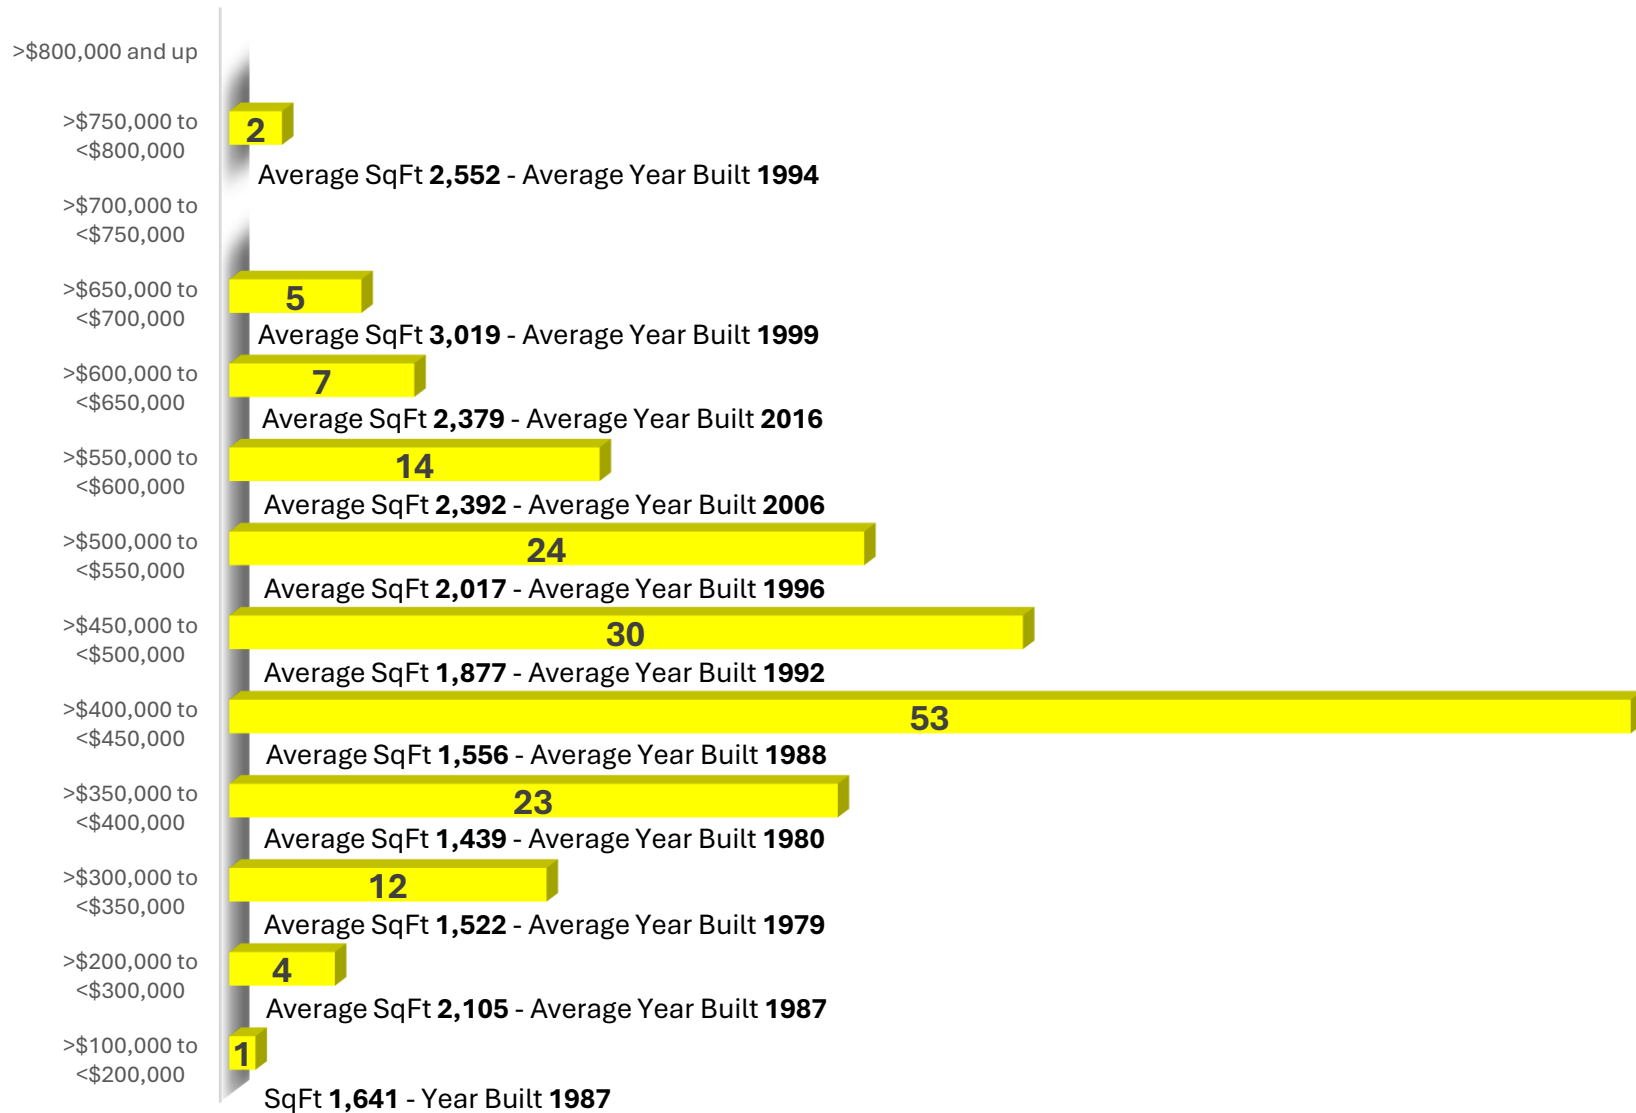 >$800,000 and up
>$750,000 to
<$800,000
2
Average SqFt 2,552 - Average Year Built 1994
>$700,000 to
<$750,000
>$650,000 to
<$700,000
5
Average SqFt 3,019 - Average Year Built 1999
>$600,000 to
<$650,000
7
Average SqFt 2,379 - Average Year Built 2016
>$550,000 to
<$600,000
14
Average SqFt 2,392 - Average Year Built 2006
>$500,000 to
<$550,000
24
Average SqFt 2,017 - Average Year Built 1996
>$450,000 to
<$500,000
30
Average SqFt 1,877 - Average Year Built 1992
>$400,000 to
<$450,000
53
Average SqFt 1,556 - Average Year Built 1988
>$350,000 to
<$400,000
23
Average SqFt 1,439 - Average Year Built 1980
>$300,000 to
<$350,000
12
Average SqFt 1,522 - Average Year Built 1979
>$200,000 to
<$300,000
4
Average SqFt 2,105 - Average Year Built 1987
>$100,000 to
<$200,000
1
SqFt 1,641 - Year Built 1987